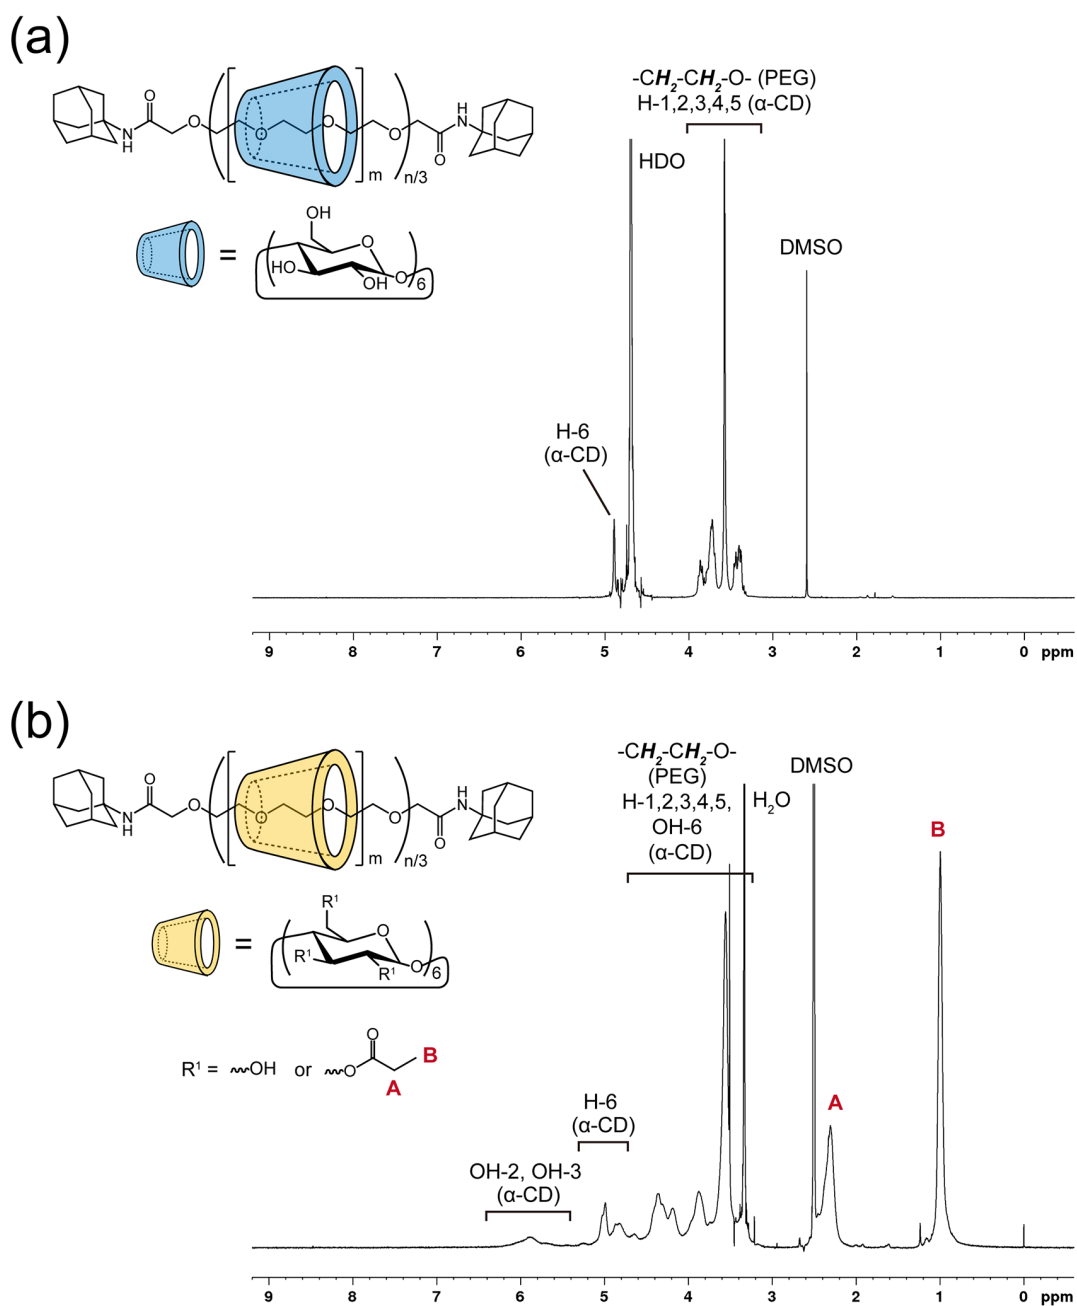 (a)
-CH2-CH2-O- (PEG)
H-1,2,3,4,5 (α-CD)
HDO
DMSO
H-6
(α-CD)
O
N
H
O
O
O
O
O
H
N
m
n/3
=
OH
O
HO
OH
O
6
9 8 7 6 5 4 3 2 1 0 ppm
(b)
-CH2-CH2-O-
(PEG)
H-1,2,3,4,5,
OH-6
(α-CD)
H2O
DMSO
B
A
H-6
(α-CD)
OH-2, OH-3
(α-CD)
O
N
H
O
O
O
O
O
H
N
m
n/3
=
R1
O
R1
R1
O
6
R1 = OH or O
O
B
A
9 8 7 6 5 4 3 2 1 0 ppm